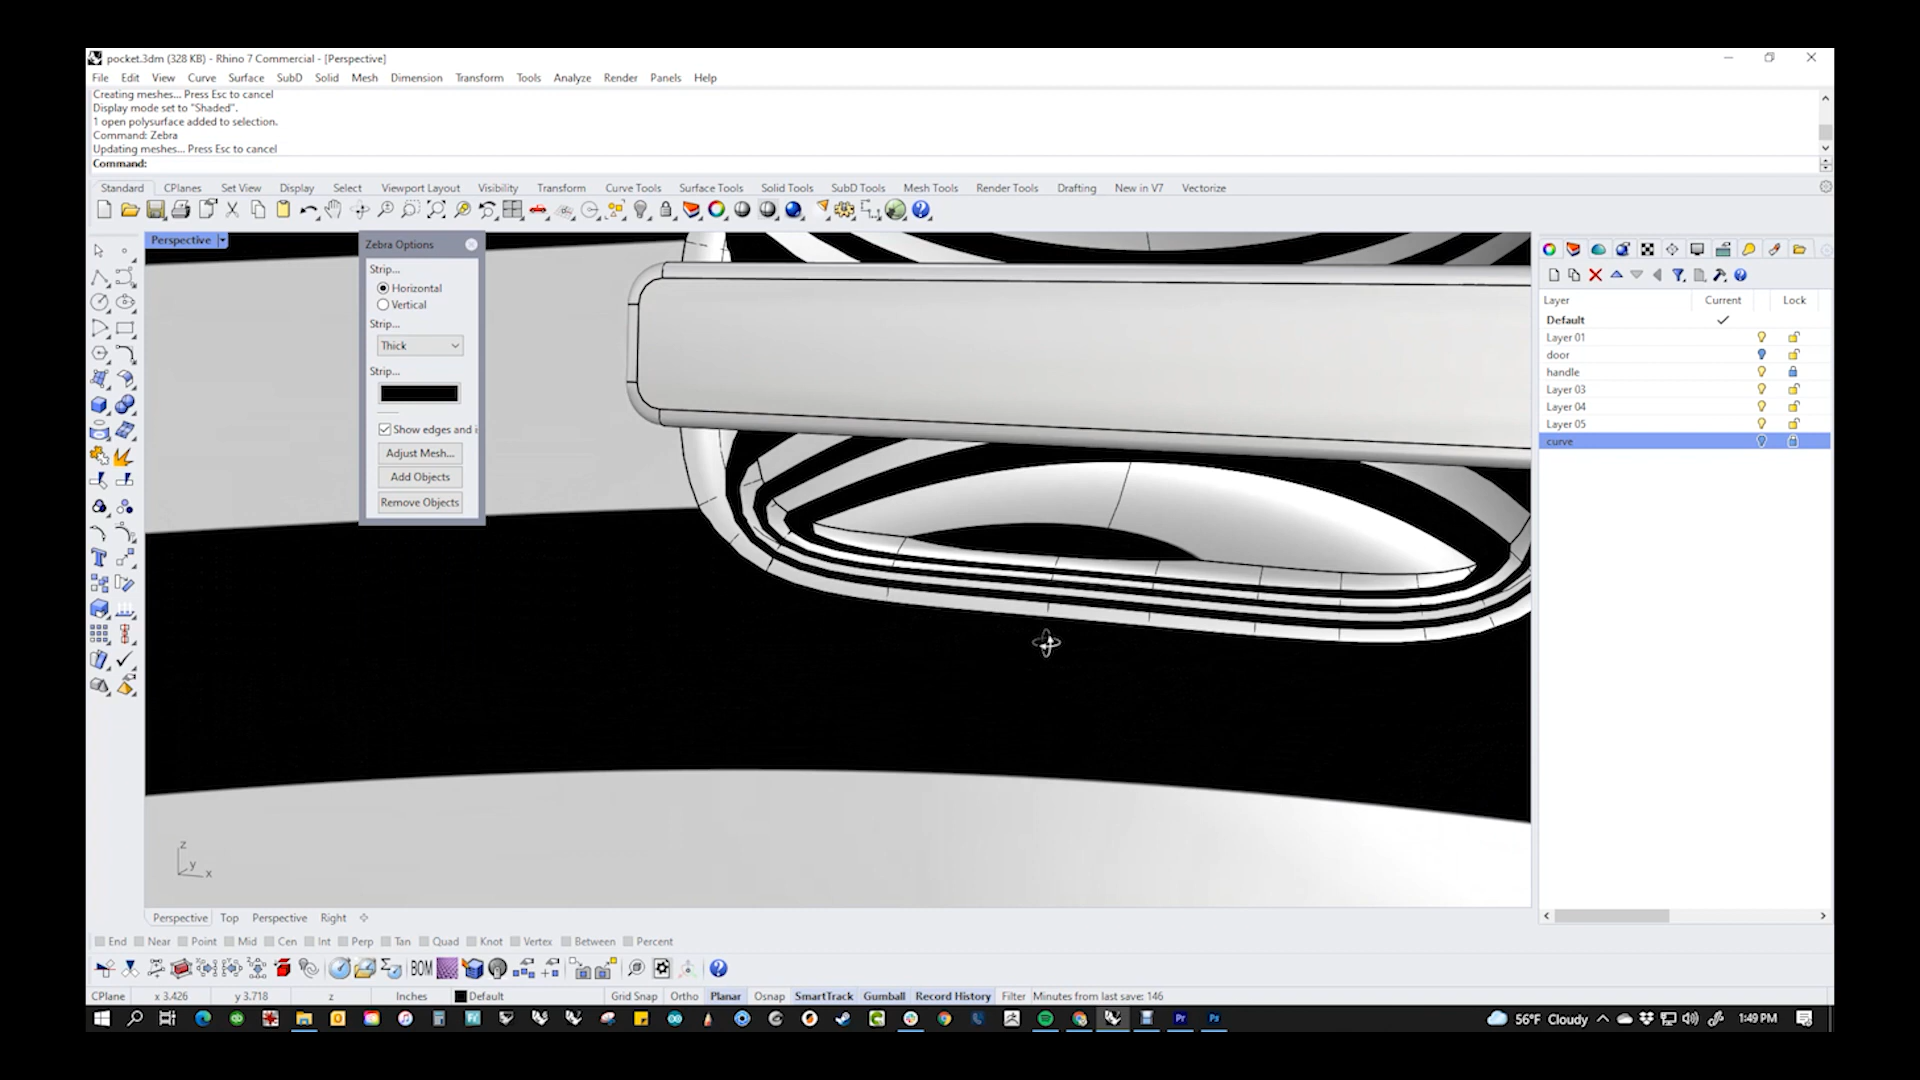 pocket.3dm (328 KB) - Rhino 7 Commercial - [Perspective]
File Edit View Curve Surface SubD Solid Mesh Dimension Transform Tools Analyze Render Panels Help
Creating meshes... Press Esc to cancel
Display mode set to "Shaded".
1 open polysurface added to selection.
Command: Zebra
Updating meshes... Press Esc to cancel
Command:
Standard CPlanes Set View Display Select Viewport Layout Visibility Transform Curve Tools Surface Tools Solid Tools SubD Tools Mesh Tools Render Tools Drafting New in V7 Vectorize
Perspective
Zebra Options
Strip...
Horizontal
Vertical
Strip...
Thick
Strip...
Show edges and i
Adjust Mesh...
Add Objects
Remove Objects
Layer Current Lock
Default
Layer 01
door
handle
Layer 03
Layer 04
Layer 05
curve
z
y
x
Perspective Top Perspective Right
End Near Point Mid Cen Int Perp Tan Quad Knot Vertex Between Percent
BOM
CPlane x 3.426 y 3.718 z Inches Default Grid Snap Ortho Planar Osnap SmartTrack Gumball Record History Filter Minutes from last save: 146
Pr Ps 56°F Cloudy 1:49 PM